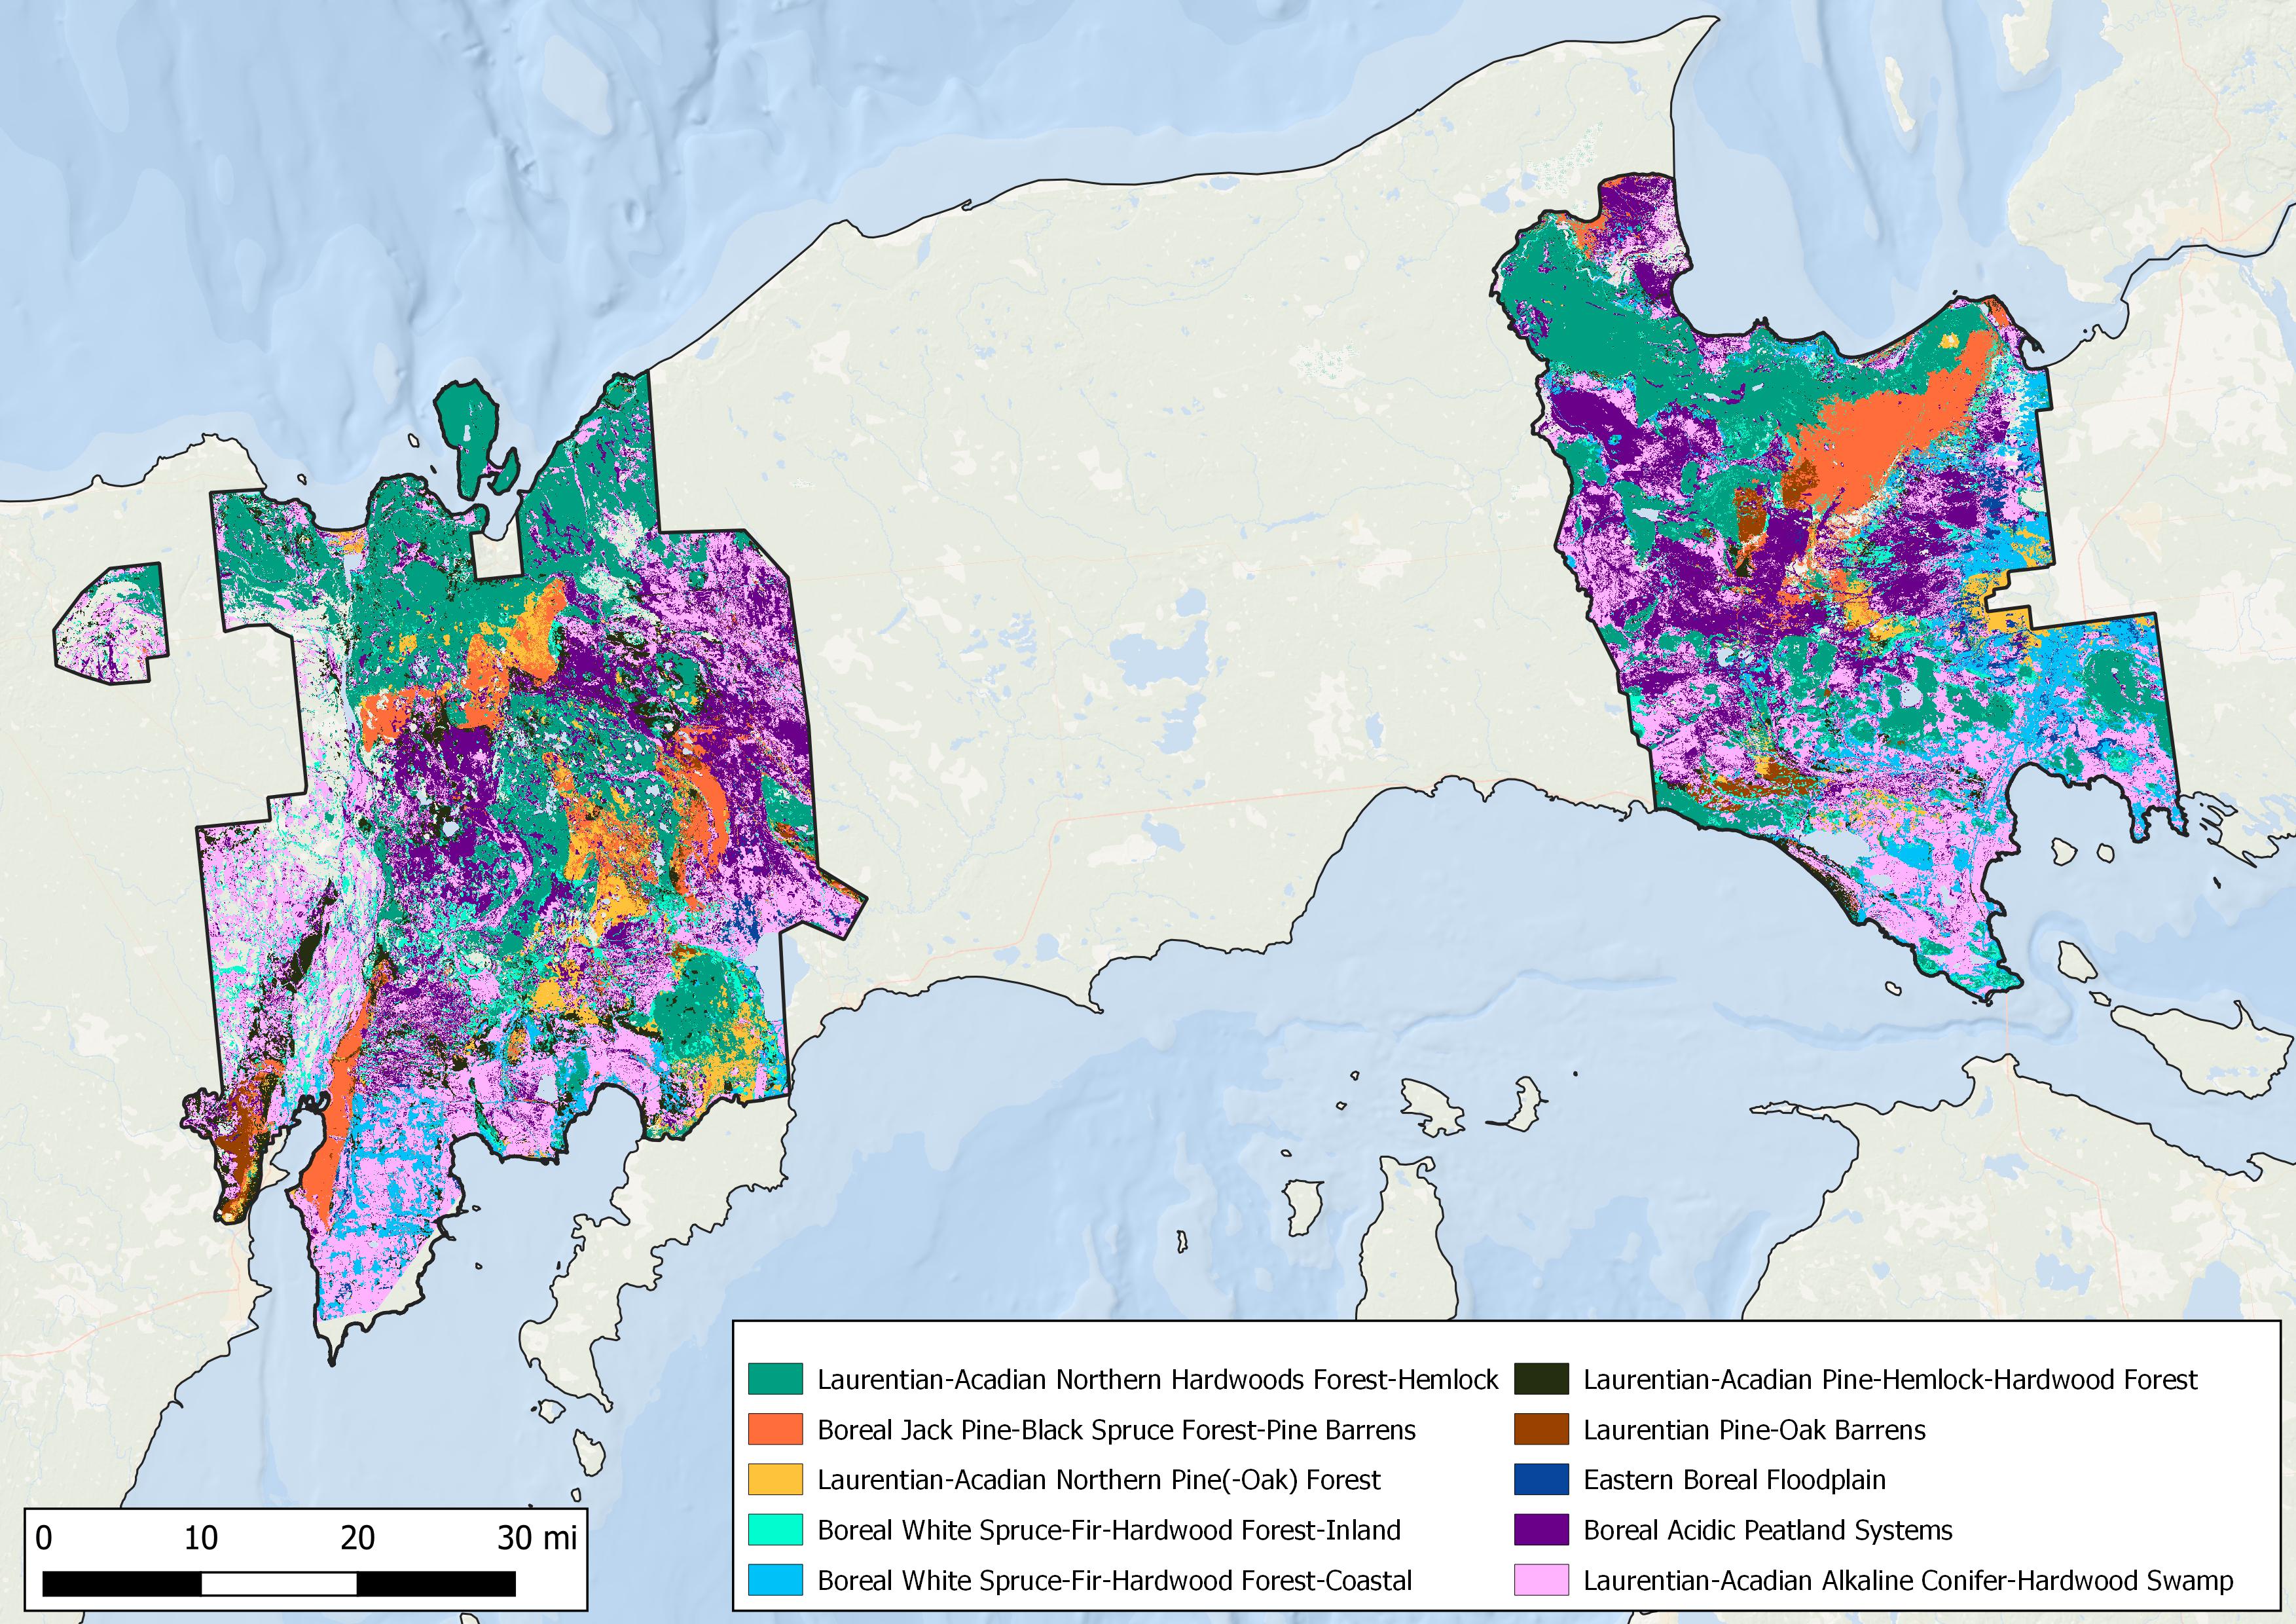 Laurentian-Acadian Northern Hardwoods Forest-Hemlock
Boreal Jack Pine-Black Spruce Forest-Pine Barrens
Laurentian-Acadian Northern Pine(-Oak) Forest
Boreal White Spruce-Fir-Hardwood Forest-Inland
Boreal White Spruce-Fir-Hardwood Forest-Coastal
Laurentian-Acadian Pine-Hemlock-Hardwood Forest
Laurentian Pine-Oak Barrens
Eastern Boreal Floodplain
Boreal Acidic Peatland Systems
Laurentian-Acadian Alkaline Conifer-Hardwood Swamp
0 10 20 30 mi